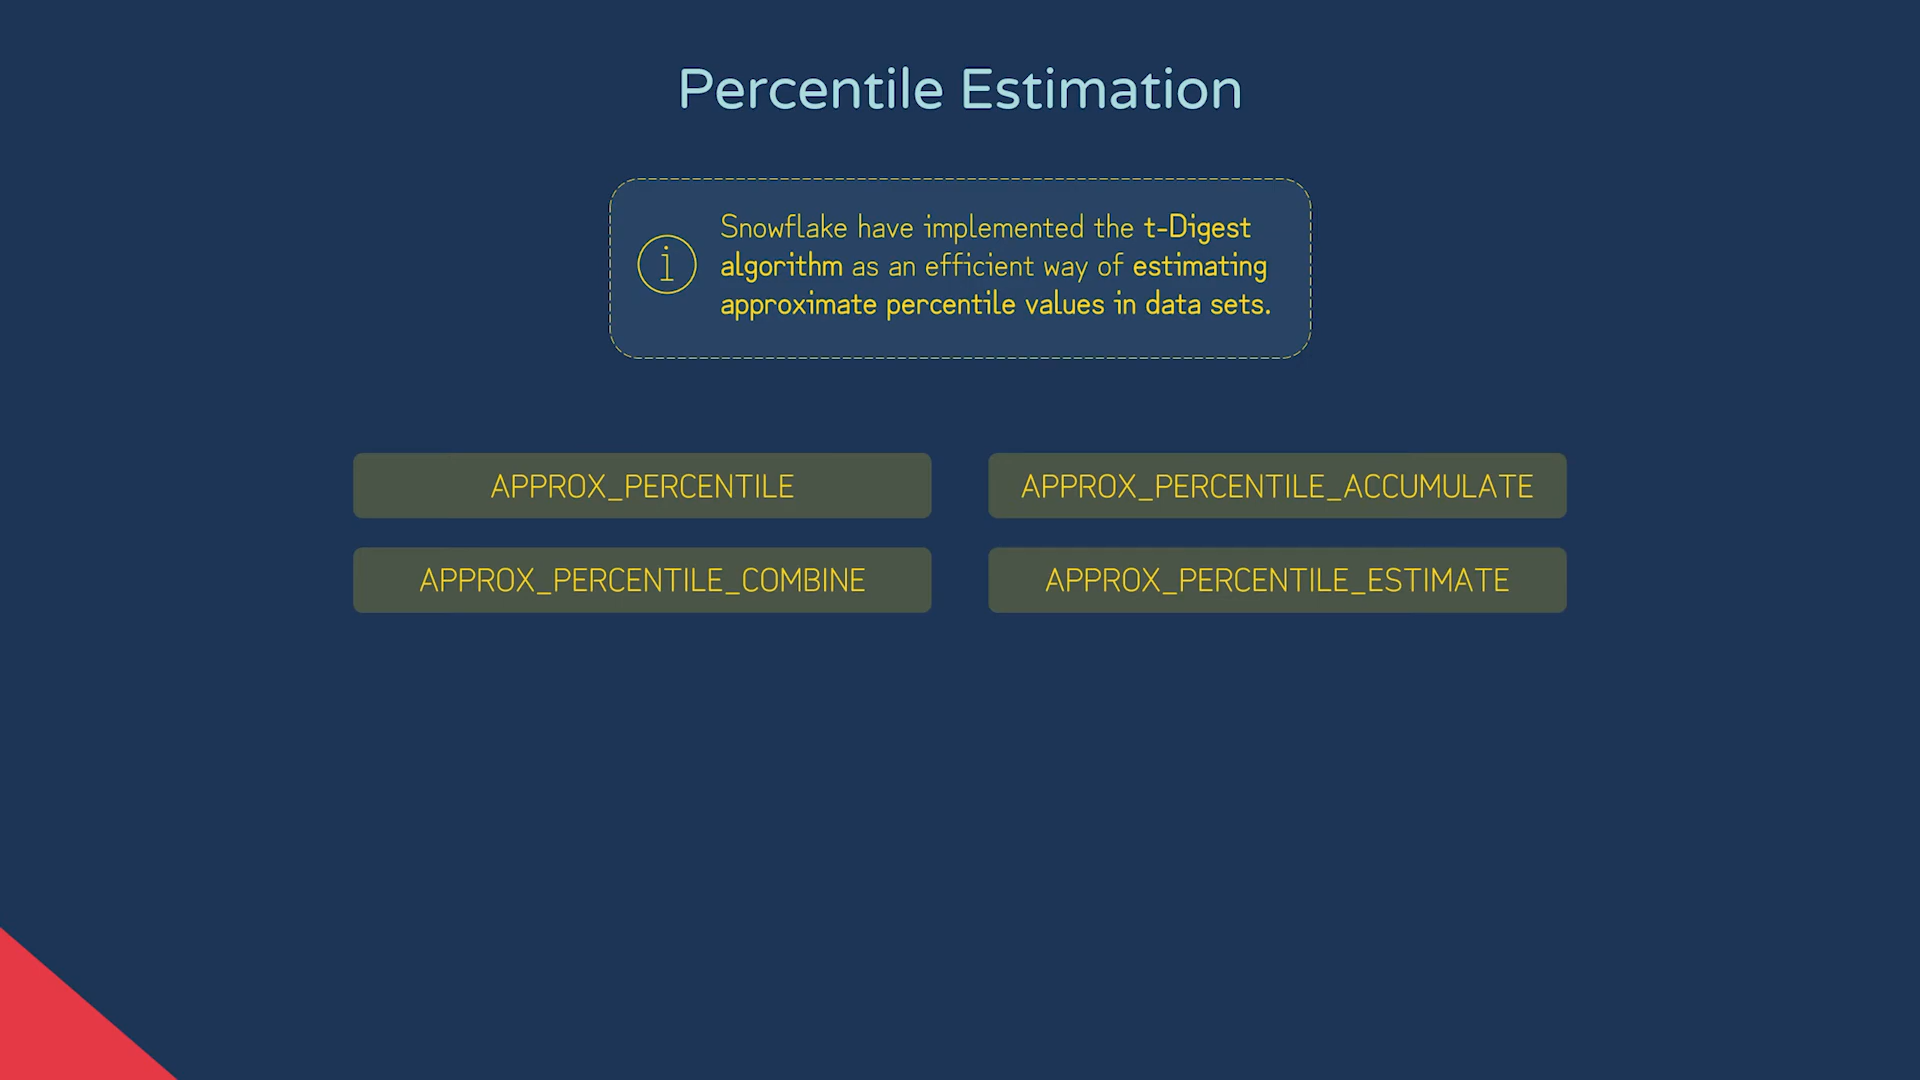 Percentile Estimation
i
Snowflake have implemented the t-Digest
algorithm as an efficient way of estimating
approximate percentile values in data sets.
APPROX_PERCENTILE
APPROX_PERCENTILE_ACCUMULATE
APPROX_PERCENTILE_COMBINE
APPROX_PERCENTILE_ESTIMATE